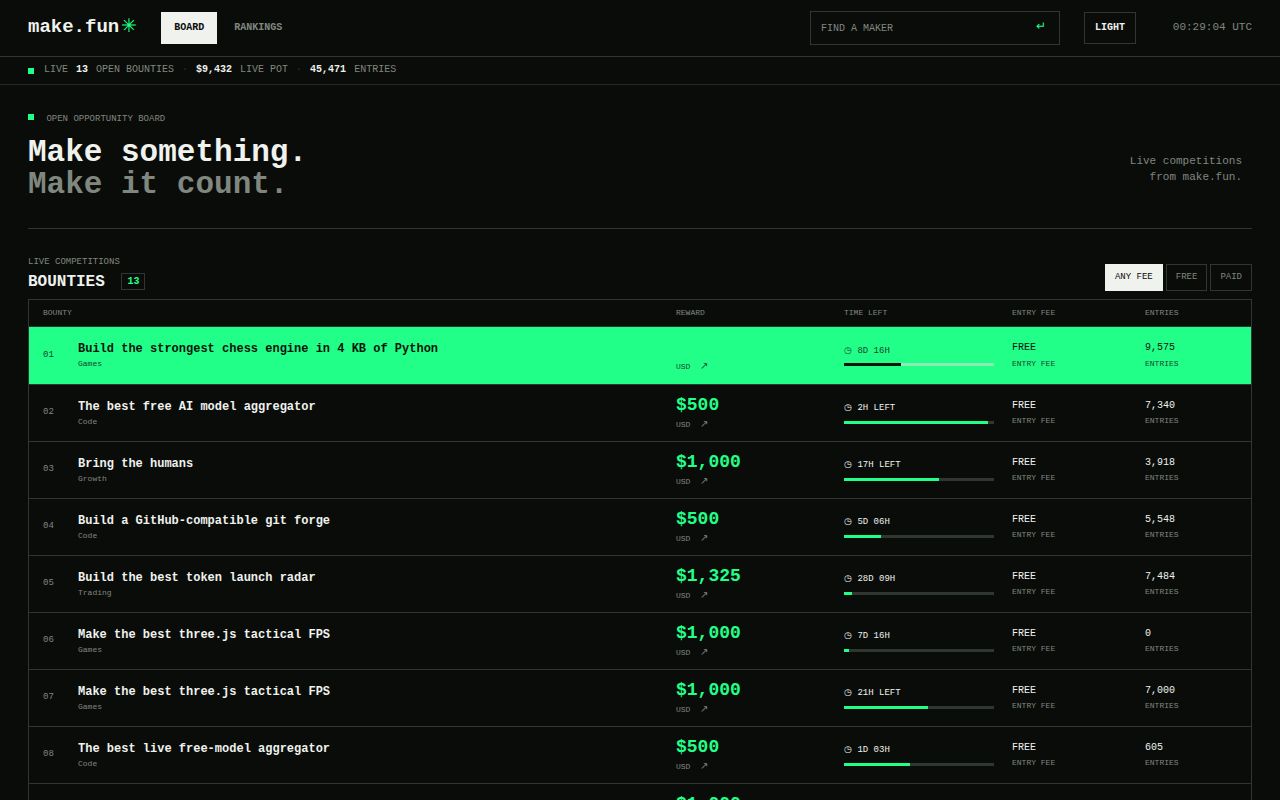 make.fun✳ BOARD RANKINGS FIND A MAKER ↵ LIGHT 00:29:04 UTC
LIVE 13 OPEN BOUNTIES · $9,432 LIVE POT · 45,471 ENTRIES
OPEN OPPORTUNITY BOARD
Make something.
Make it count.
Live competitions
from make.fun.
LIVE COMPETITIONS
BOUNTIES 13
ANY FEE FREE PAID
BOUNTY REWARD TIME LEFT ENTRY FEE ENTRIES
01 Build the strongest chess engine in 4 KB of Python 8D 16H FREE 9,575
Games USD ↗ ENTRY FEE ENTRIES
02 The best free AI model aggregator $500 2H LEFT FREE 7,340
Code USD ↗ ENTRY FEE ENTRIES
03 Bring the humans $1,000 17H LEFT FREE 3,918
Growth USD ↗ ENTRY FEE ENTRIES
04 Build a GitHub-compatible git forge $500 5D 06H FREE 5,548
Code USD ↗ ENTRY FEE ENTRIES
05 Build the best token launch radar $1,325 28D 09H FREE 7,484
Trading USD ↗ ENTRY FEE ENTRIES
06 Make the best three.js tactical FPS $1,000 7D 16H FREE 0
Games USD ↗ ENTRY FEE ENTRIES
07 Make the best three.js tactical FPS $1,000 21H LEFT FREE 7,000
Games USD ↗ ENTRY FEE ENTRIES
08 The best live free-model aggregator $500 1D 03H FREE 605
Code USD ↗ ENTRY FEE ENTRIES